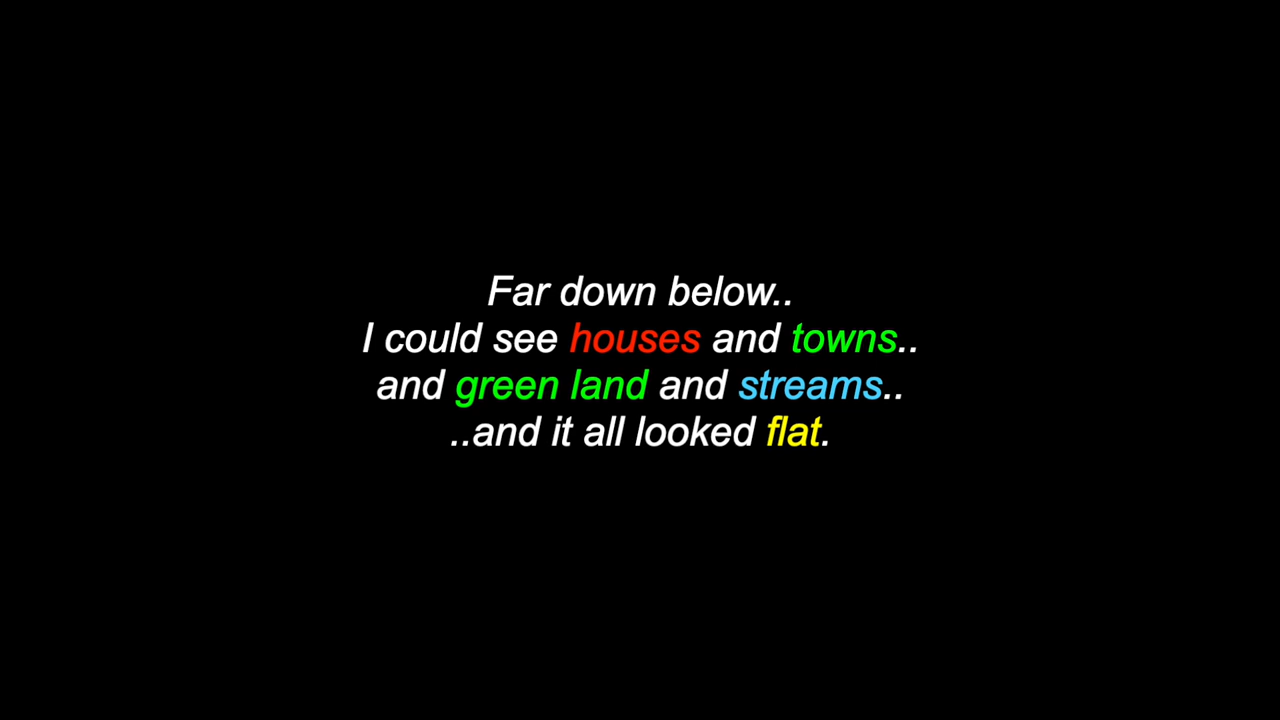 Far down below..
I could see houses and towns..
and green land and streams..
..and it all looked flat.